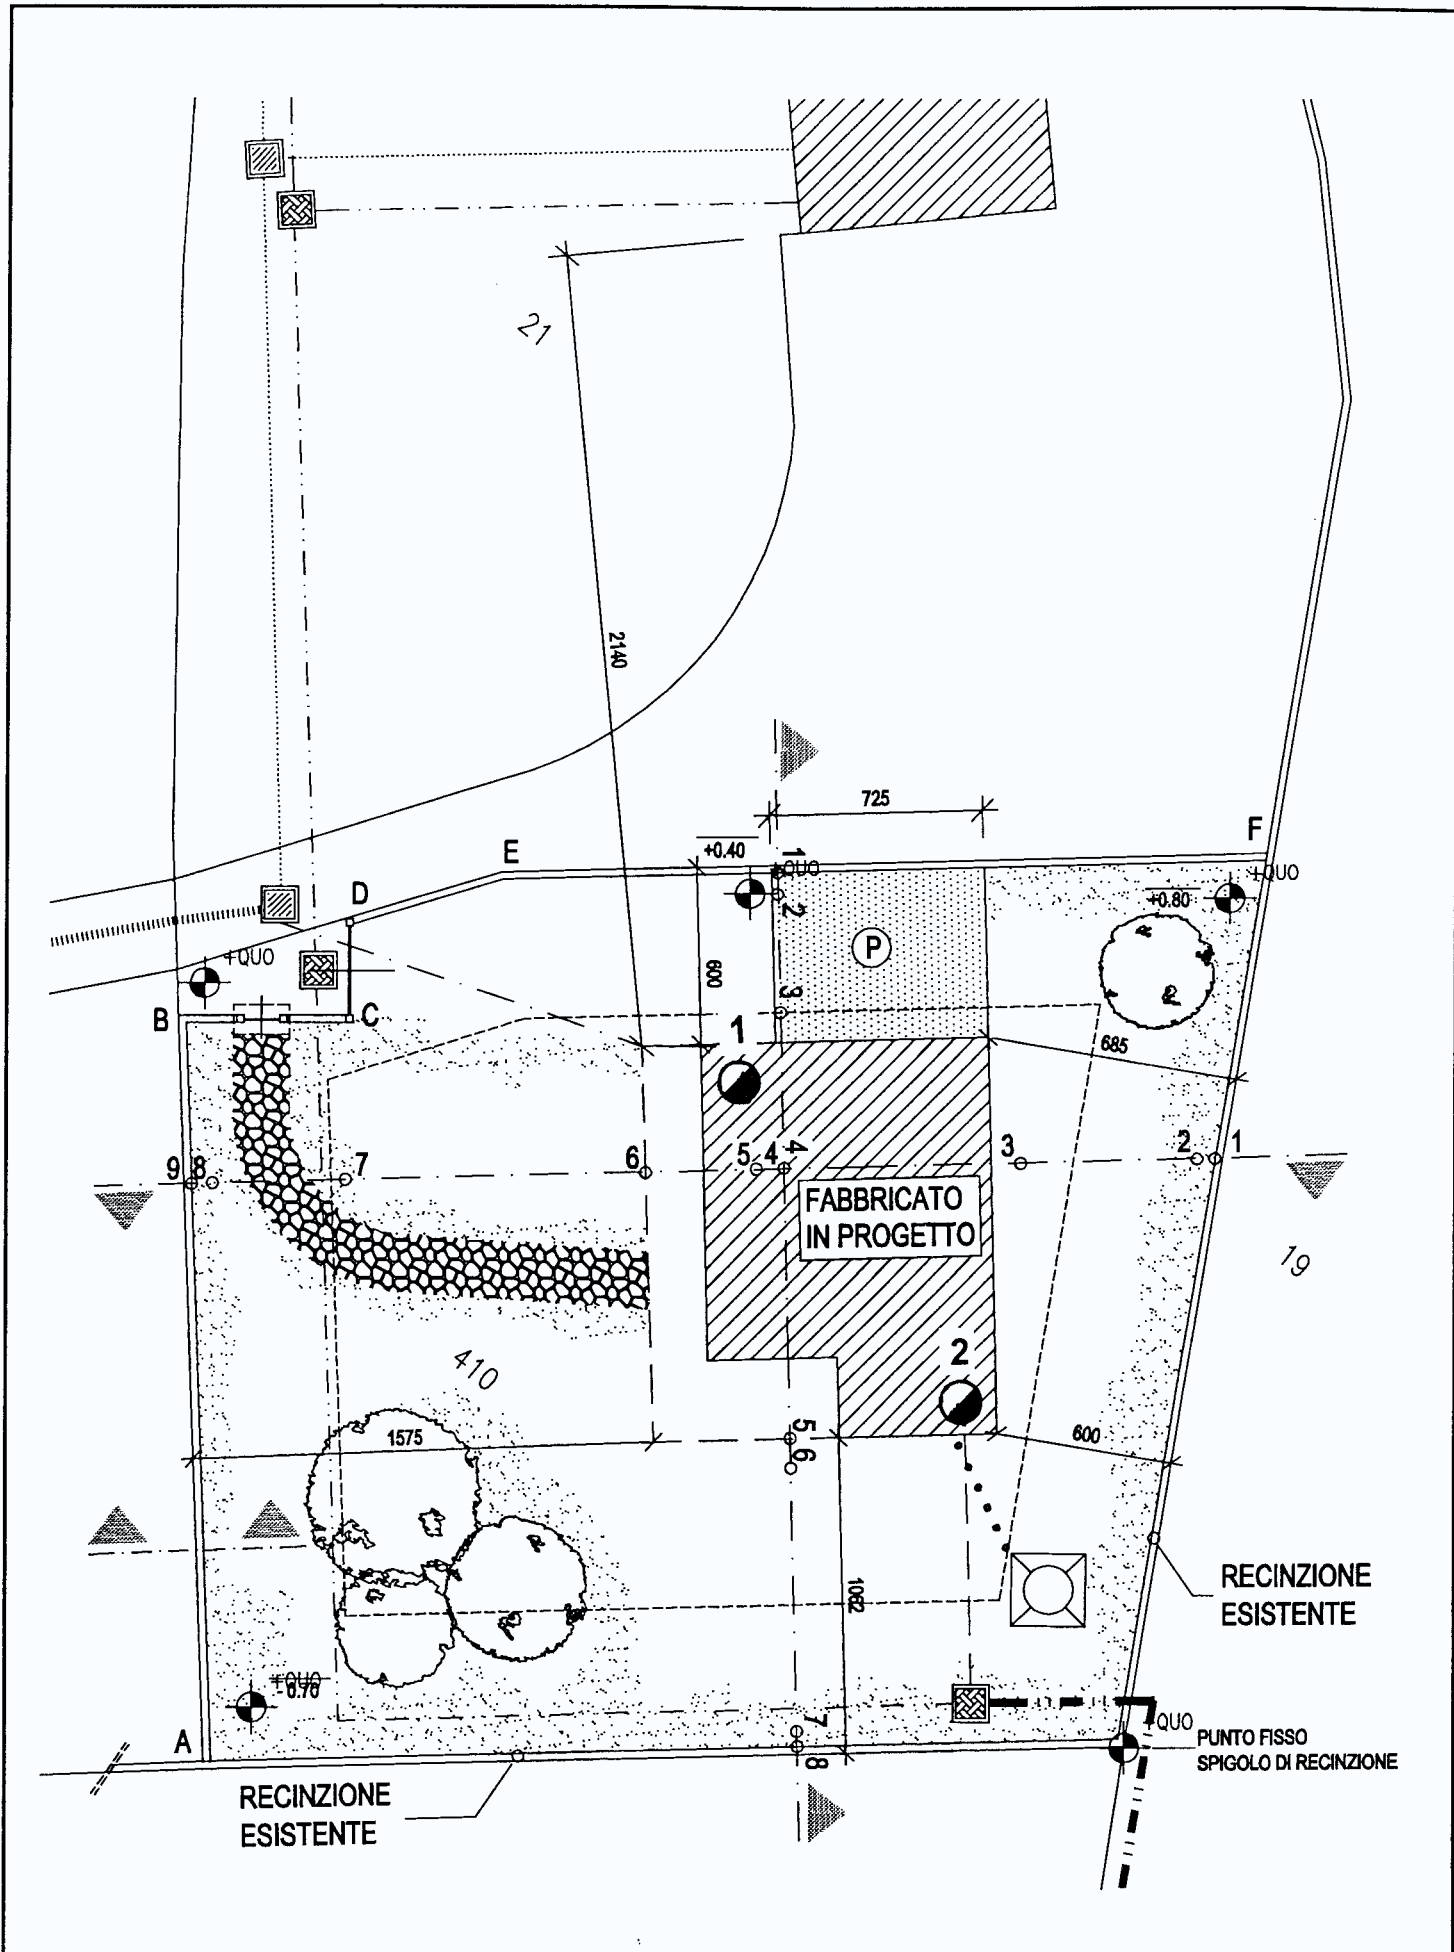 21
2140
725
E
+0.40
1
+QUO
F
+QUO
+0.80
D
2
P
+QUO
600
3
B
C
1
685
9
8
7
6
5
4
4
3
2
1
FABBRICATO
IN PROGETTO
19
410
2
1575
5
6
600
1062
RECINZIONE
ESISTENTE
+QUO
- 0.70
A
7
8
+QUO
PUNTO FISSO
SPIGOLO DI RECINZIONE
RECINZIONE
ESISTENTE